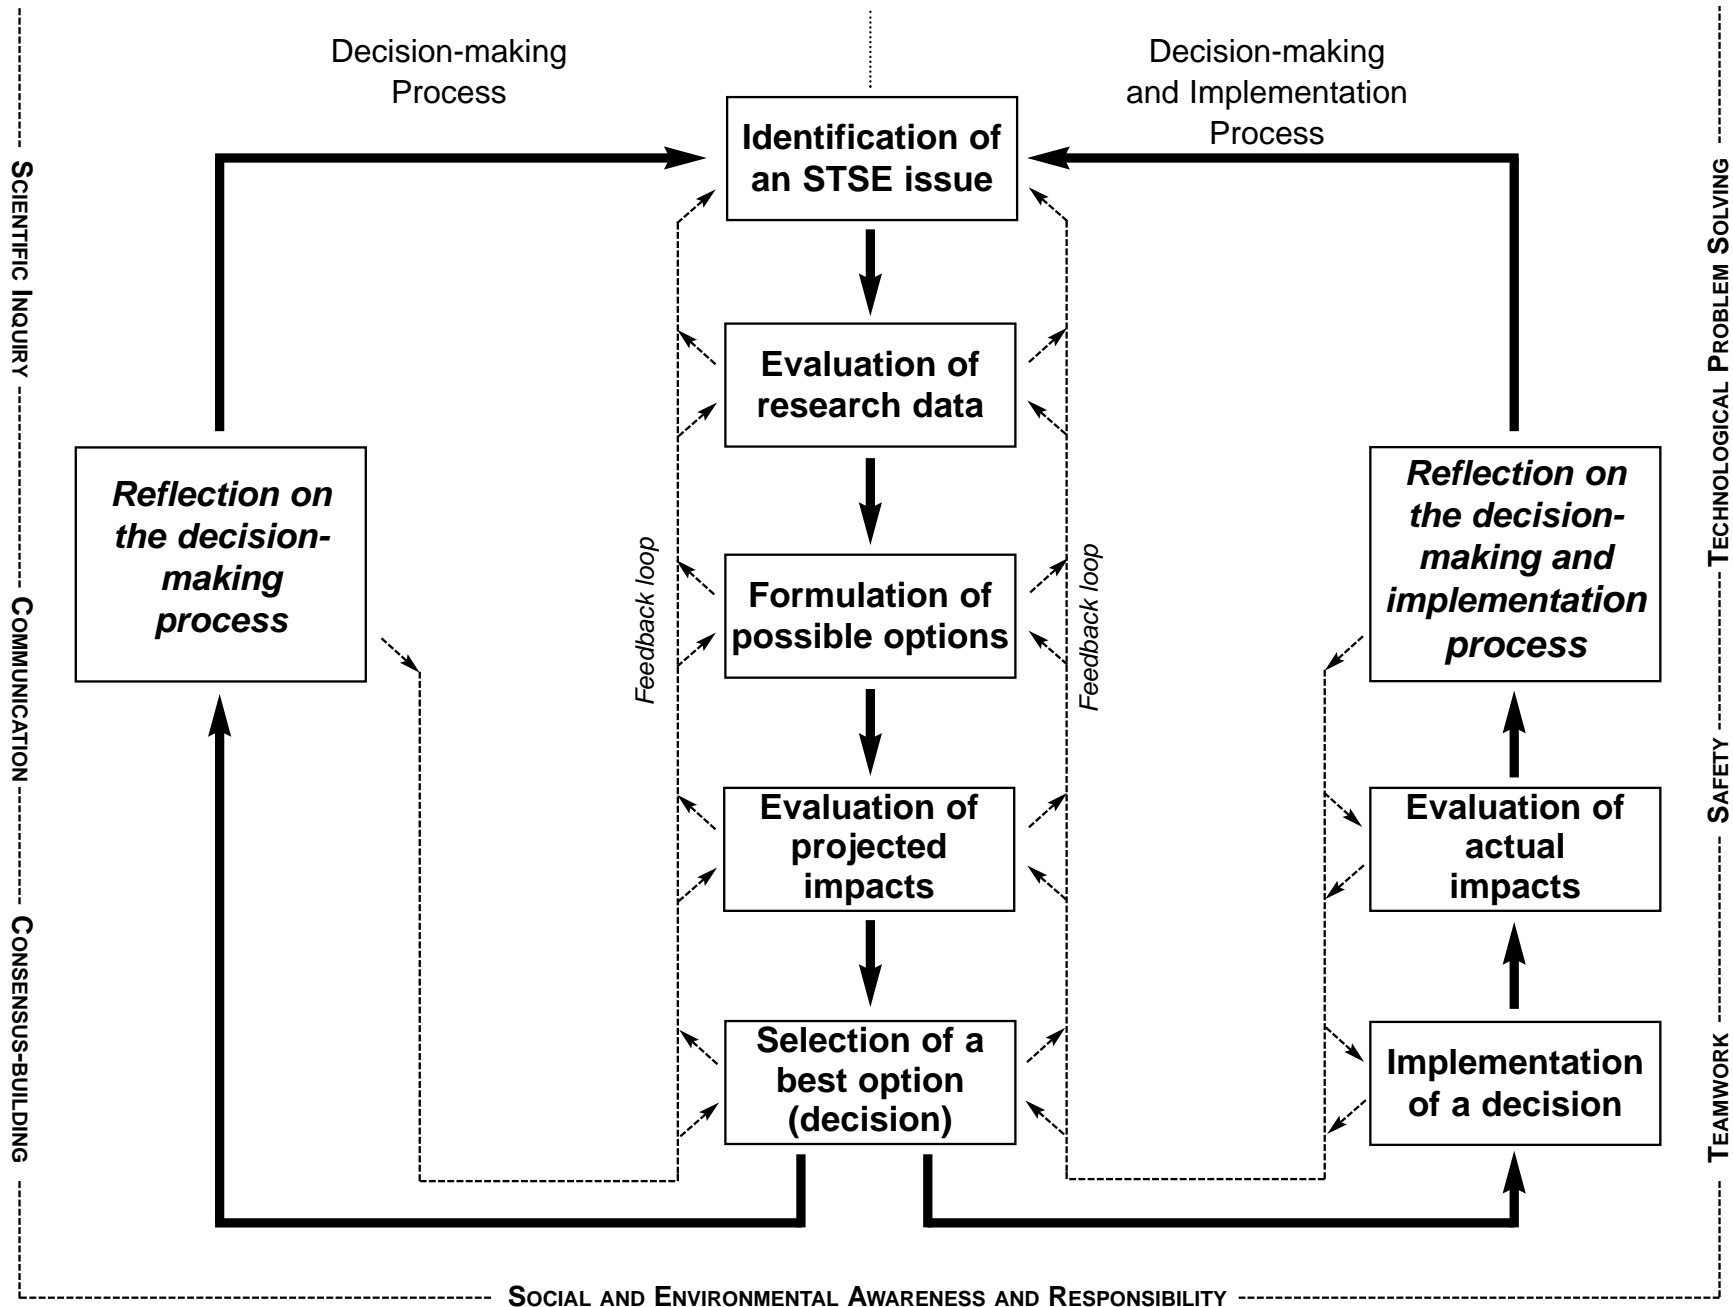 Decision-making
Process
Decision-making
and Implementation
Process
Identification of
an STSE issue
Evaluation of
research data
Formulation of
possible options
Evaluation of
projected
impacts
Selection of a
best option
(decision)
Reflection on
the decision-
making
process
Reflection on
the decision-
making and
implementation
process
Evaluation of
actual
impacts
Implementation
of a decision
Feedback loop
Feedback loop
SCIENTIFIC INQUIRY
COMMUNICATION
CONSENSUS-BUILDING
TECHNOLOGICAL PROBLEM SOLVING
SAFETY
TEAMWORK
SOCIAL AND ENVIRONMENTAL AWARENESS AND RESPONSIBILITY